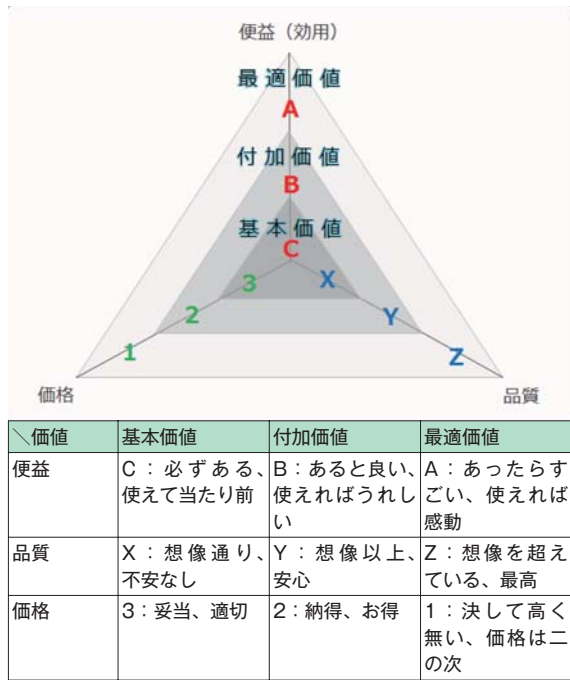 便益（効用）
最適価値
A
付加価値
B
基本価値
C
3 X
2 Y
1 Z
価格 品質
＼価値 基本価値 付加価値 最適価値
便益 C：必ずある、 B：あると良い、 A：あったらす
使えて当たり前 使えればうれし ごい、使えれば
い 感動
品質 X：想像通り、 Y：想像以上、 Z：想像を超え
不安なし 安心 ている、最高
価格 3：妥当、適切 2：納得、お得 1：決して高く
無い、価格は二
の次